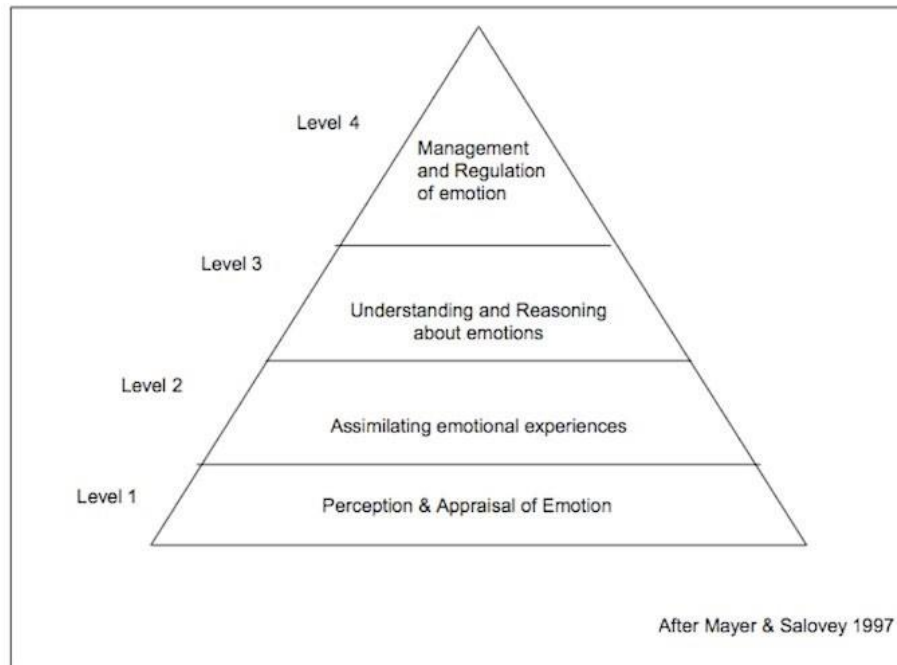 Level 4
Management
and Regulation
of emotion
Level 3
Understanding and Reasoning
about emotions
Level 2
Assimilating emotional experiences
Level 1
Perception & Appraisal of Emotion
After Mayer & Salovey 1997